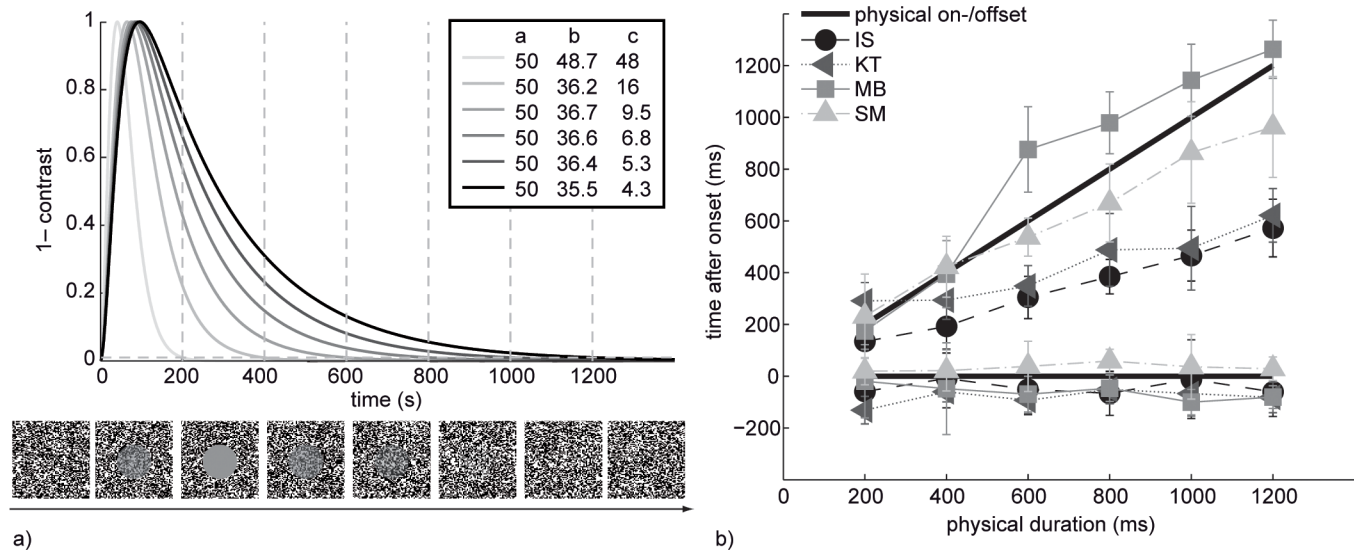 1
0.8
0.6
0.4
0.2
0
1– contrast
a b c
50 48.7 48
50 36.2 16
50 36.7 9.5
50 36.6 6.8
50 36.4 5.3
50 35.5 4.3
0 200 400 600 800 1000 1200
time (s)
a)
physical on-/offset
IS
KT
MB
SM
1200
1000
800
600
400
200
0
−200
time after onset (ms)
0 200 400 600 800 1000 1200
physical duration (ms)
b)